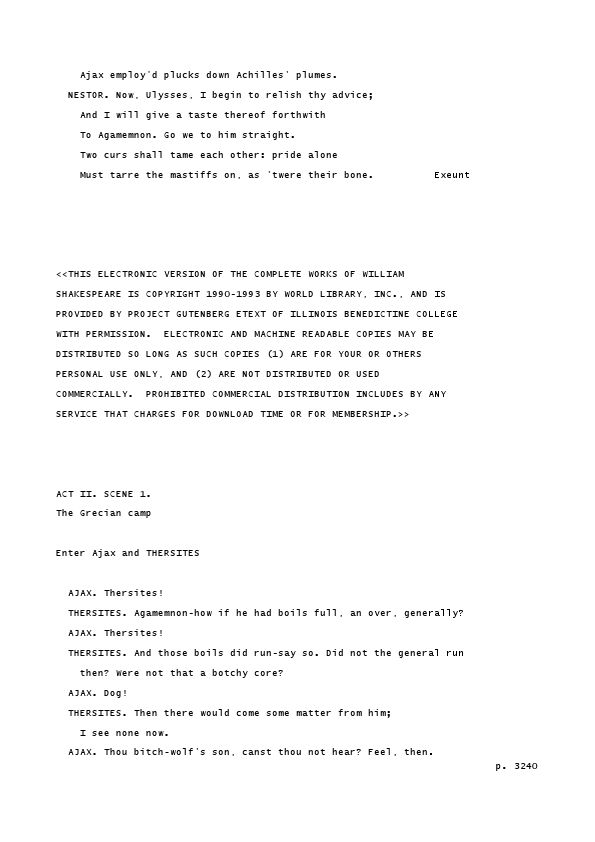 Ajax employ'd plucks down Achilles' plumes.
NESTOR. Now, Ulysses, I begin to relish thy advice;
And I will give a taste thereof forthwith
To Agamemnon. Go we to him straight.
Two curs shall tame each other: pride alone
Must tarre the mastiffs on, as 'twere their bone. Exeunt
<<THIS ELECTRONIC VERSION OF THE COMPLETE WORKS OF WILLIAM
SHAKESPEARE IS COPYRIGHT 1990-1993 BY WORLD LIBRARY, INC., AND IS
PROVIDED BY PROJECT GUTENBERG ETEXT OF ILLINOIS BENEDICTINE COLLEGE
WITH PERMISSION. ELECTRONIC AND MACHINE READABLE COPIES MAY BE
DISTRIBUTED SO LONG AS SUCH COPIES (1) ARE FOR YOUR OR OTHERS
PERSONAL USE ONLY, AND (2) ARE NOT DISTRIBUTED OR USED
COMMERCIALLY. PROHIBITED COMMERCIAL DISTRIBUTION INCLUDES BY ANY
SERVICE THAT CHARGES FOR DOWNLOAD TIME OR FOR MEMBERSHIP.>>
ACT II. SCENE 1.
The Grecian camp
Enter Ajax and THERSITES
AJAX. Thersites!
THERSITES. Agamemnon-how if he had boils full, an over, generally?
AJAX. Thersites!
THERSITES. And those boils did run-say so. Did not the general run
then? Were not that a botchy core?
AJAX. Dog!
THERSITES. Then there would come some matter from him;
I see none now.
AJAX. Thou bitch-wolf's son, canst thou not hear? Feel, then.
p. 3240